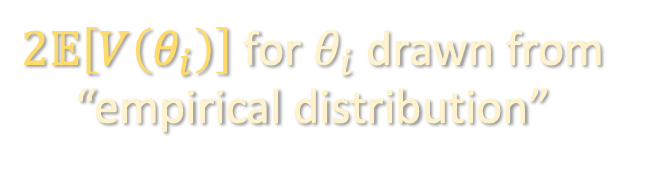 2𝔼[𝑉(𝜃ᵢ)] for 𝜃ᵢ drawn from
“empirical distribution”